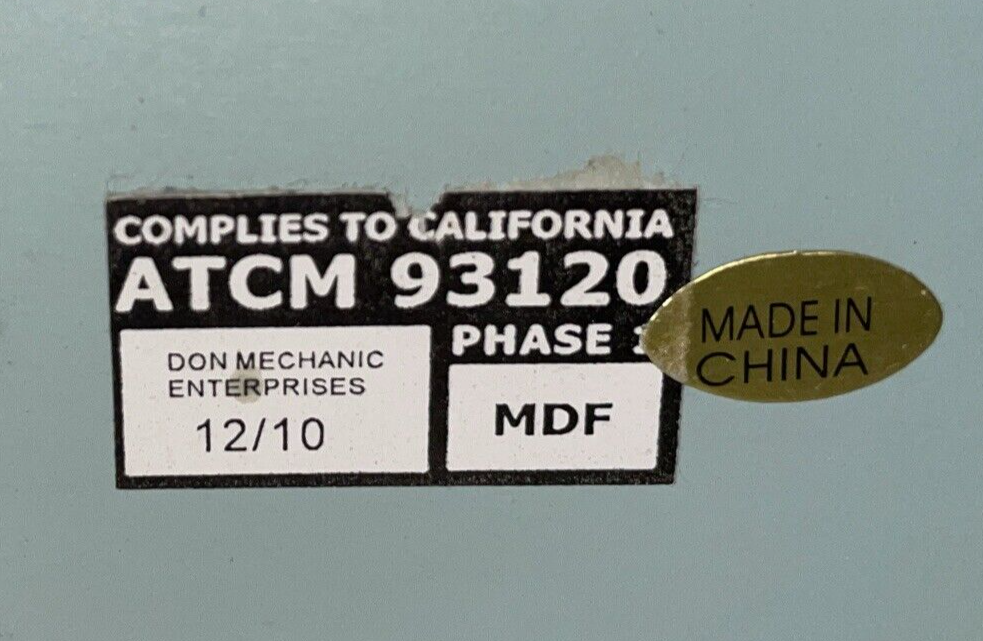 COMPLIES TO CALIFORNIA
ATCM 93120
PHASE
DON MECHANIC
ENTERPRISES
12/10
MDF
MADE IN
CHINA